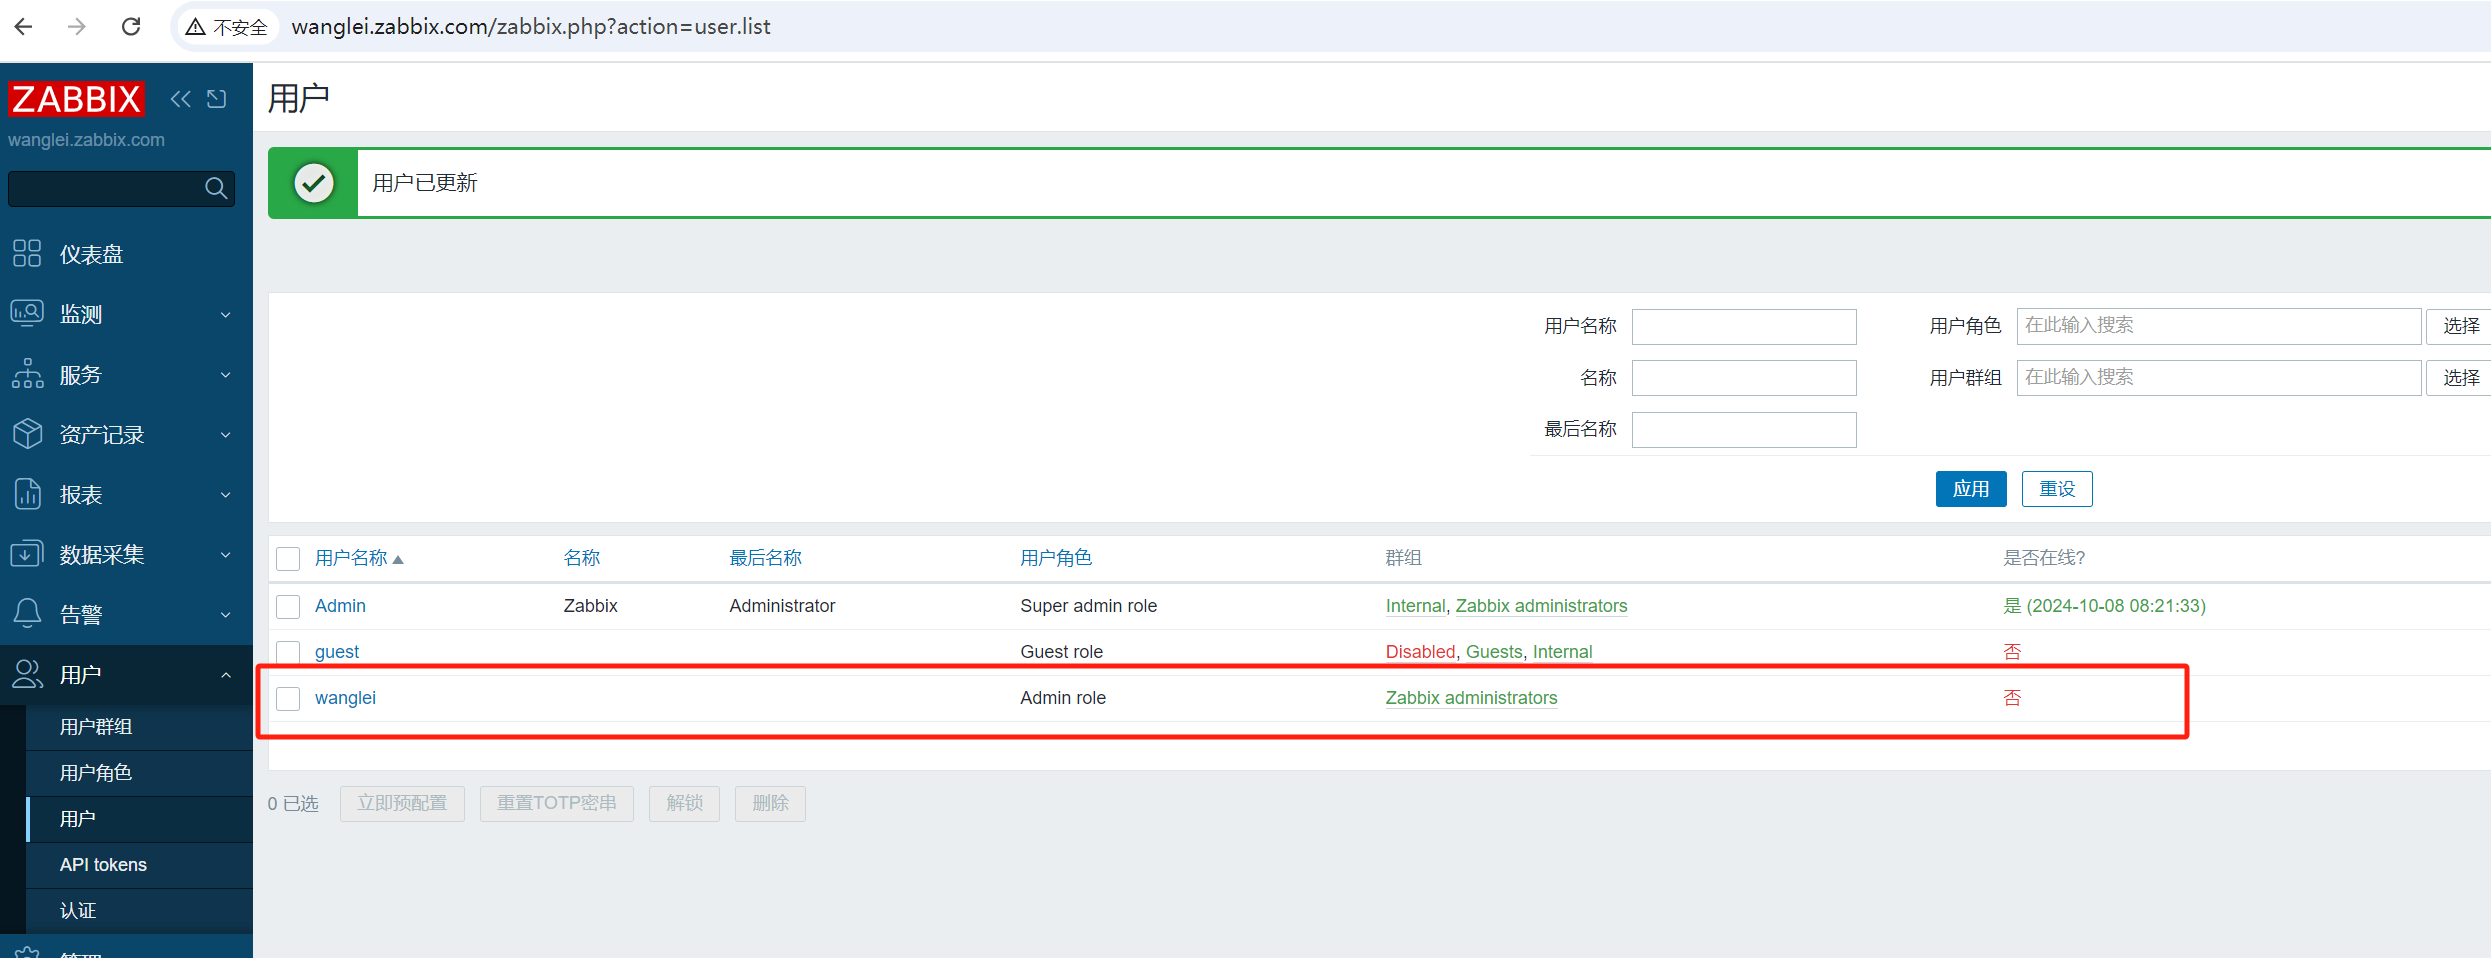 不安全 wanglei.zabbix.com/zabbix.php?action=user.list
ZABBIX
wanglei.zabbix.com
仪表盘
监测
服务
资产记录
报表
数据采集
告警
用户
用户群组
用户角色
用户
API tokens
认证
管理
用户
用户已更新
用户名称 用户角色 在此输入搜索 选择
名称 用户群组 在此输入搜索 选择
最后名称
应用 重设
用户名称 名称 最后名称 用户角色 群组 是否在线?
Admin Zabbix Administrator Super admin role Internal, Zabbix administrators 是 (2024-10-08 08:21:33)
guest Guest role Disabled, Guests, Internal 否
wanglei Admin role Zabbix administrators 否
0 已选 立即预配置 重置TOTP密串 解锁 删除